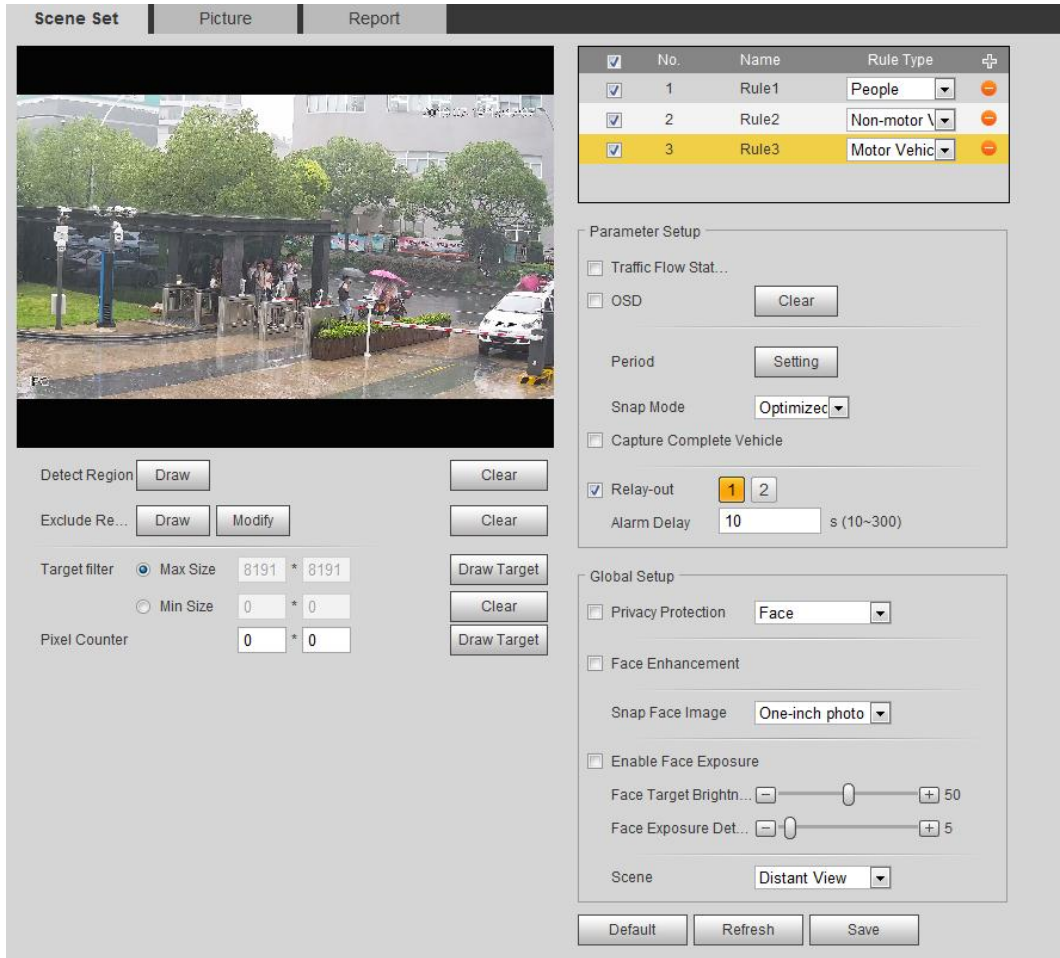 Scene Set Picture Report
No. Name Rule Type
1 Rule1 People
2 Rule2 Non-motor V
3 Rule3 Motor Vehic
Parameter Setup
Traffic Flow Stat...
OSD Clear
Period Setting
Snap Mode Optimized
Capture Complete Vehicle
Relay-out 1 2
Alarm Delay 10 s (10~300)
Detect Region Draw Clear
Exclude Re... Draw Modify Clear
Target filter Max Size 8191 * 8191 Draw Target
Min Size 0 * 0 Clear
Pixel Counter 0 * 0 Draw Target
Global Setup
Privacy Protection Face
Face Enhancement
Snap Face Image One-inch photo
Enable Face Exposure
Face Target Brightn... 50
Face Exposure Det... 5
Scene Distant View
Default Refresh Save